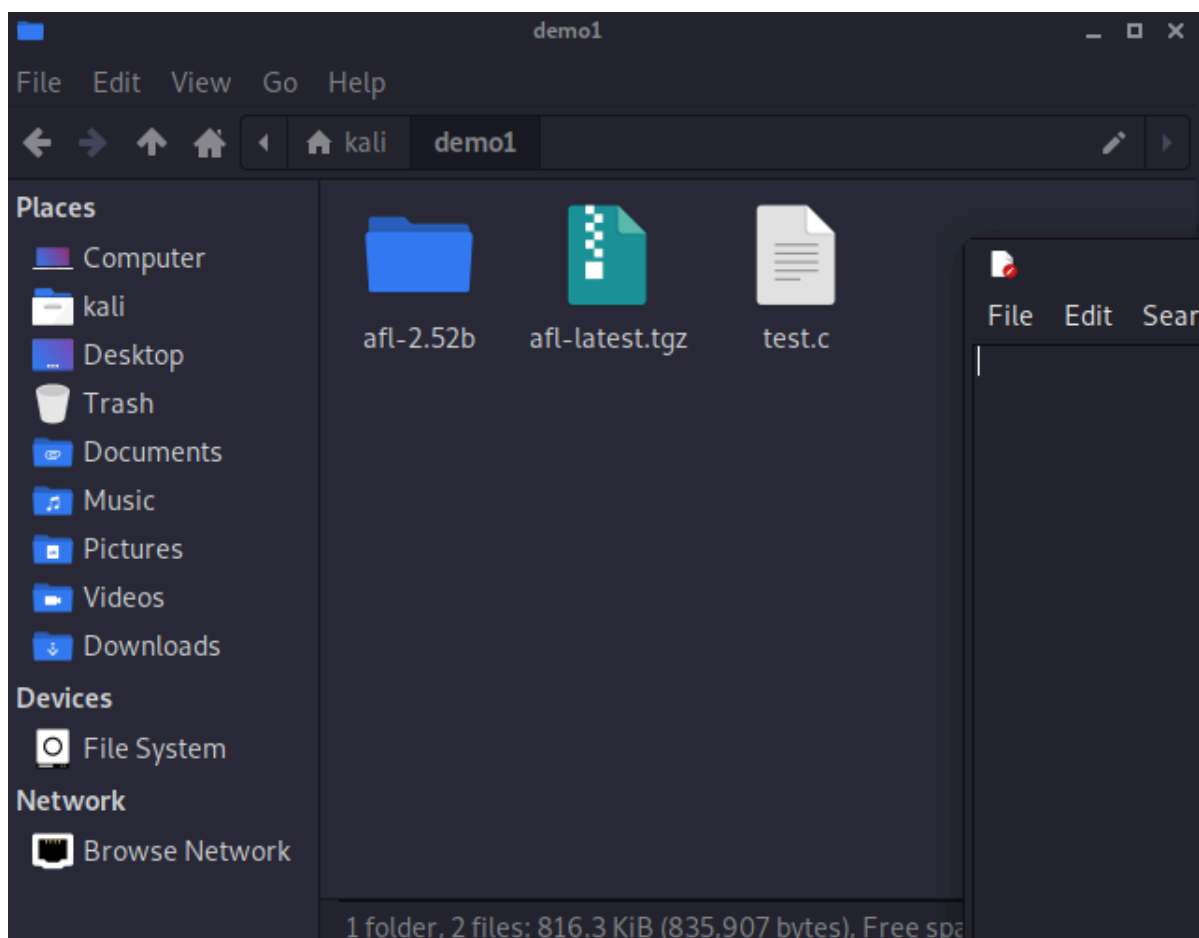 demo1
File Edit View Go Help
kali demo1
Places
Computer
kali
Desktop
Trash
Documents
Music
Pictures
Videos
Downloads
Devices
File System
Network
Browse Network
afl-2.52b afl-latest.tgz test.c
1 folder, 2 files: 816.3 KiB (835,907 bytes), Free spa
File Edit Sear